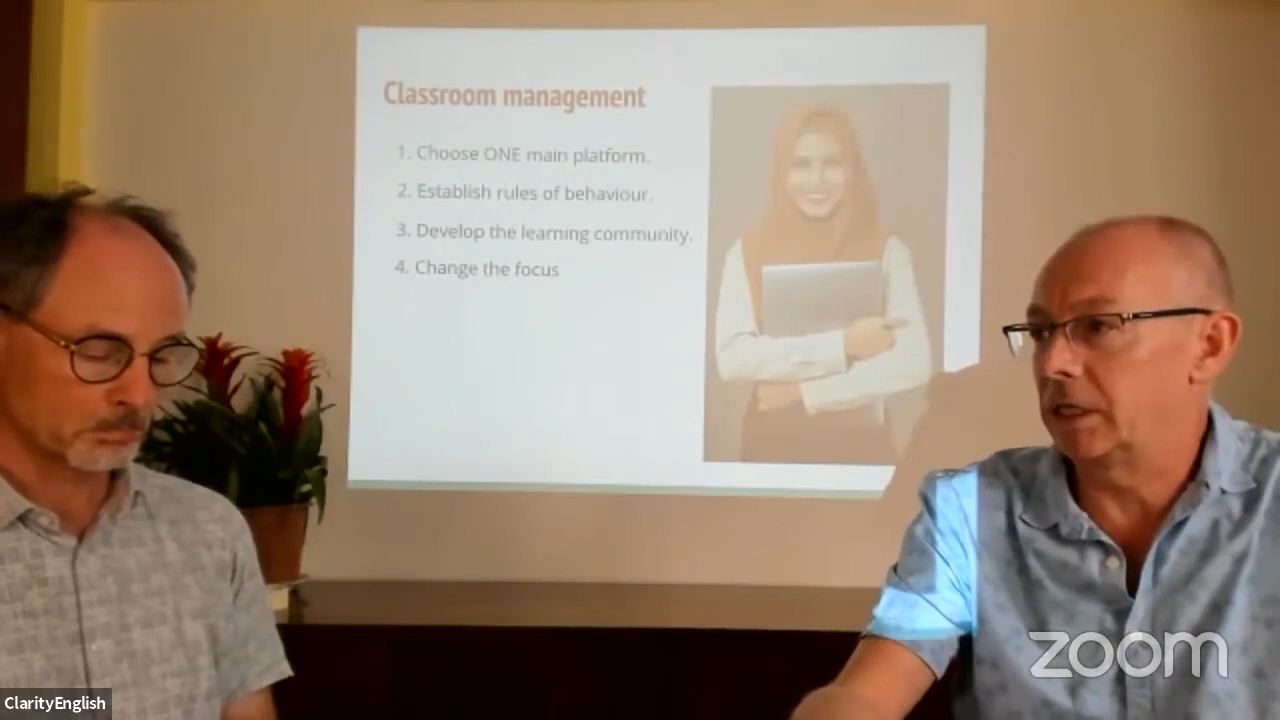 Classroom management
1. Choose ONE main platform.
2. Establish rules of behaviour.
3. Develop the learning community.
4. Change the focus
zoom
ClarityEnglish